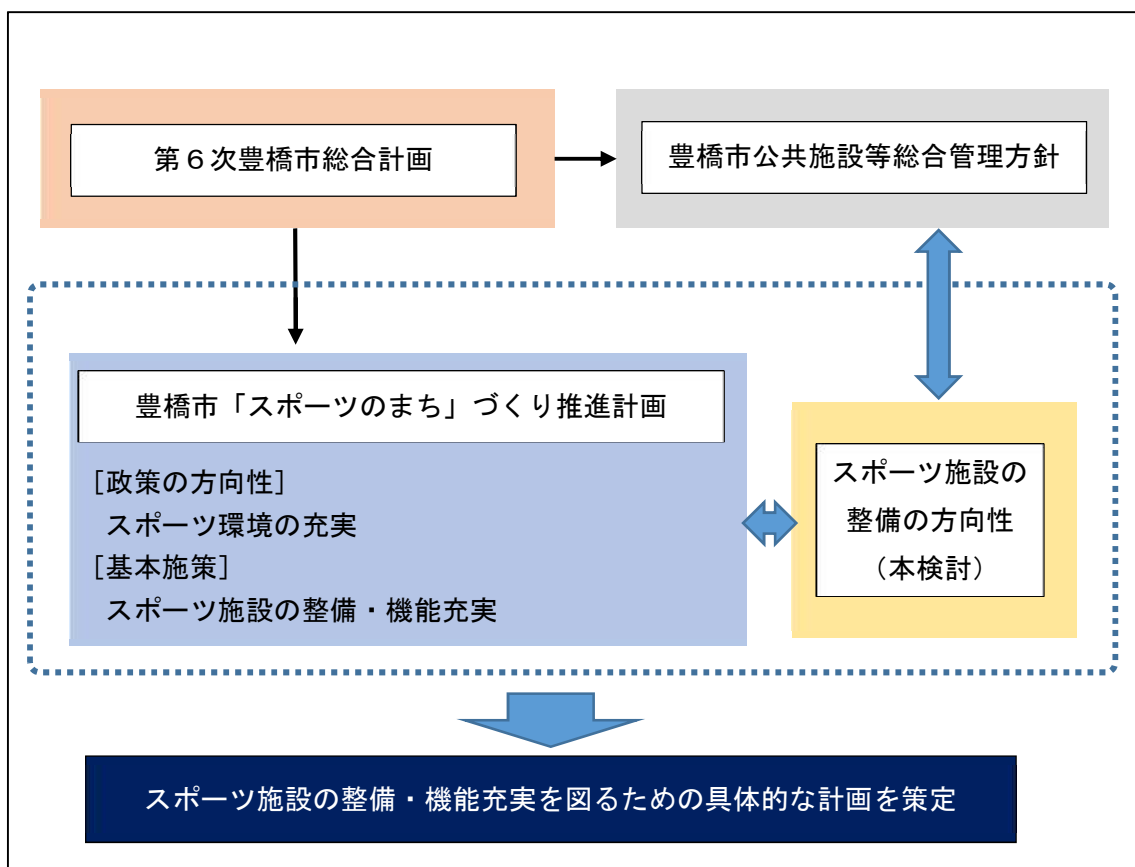 第６次豊橋市総合計画
豊橋市公共施設等総合管理方針
豊橋市「スポーツのまち」づくり推進計画
［政策の方向性］
スポーツ環境の充実
［基本施策］
スポーツ施設の整備・機能充実
スポーツ施設の
整備の方向性
（本検討）
スポーツ施設の整備・機能充実を図るための具体的な計画を策定